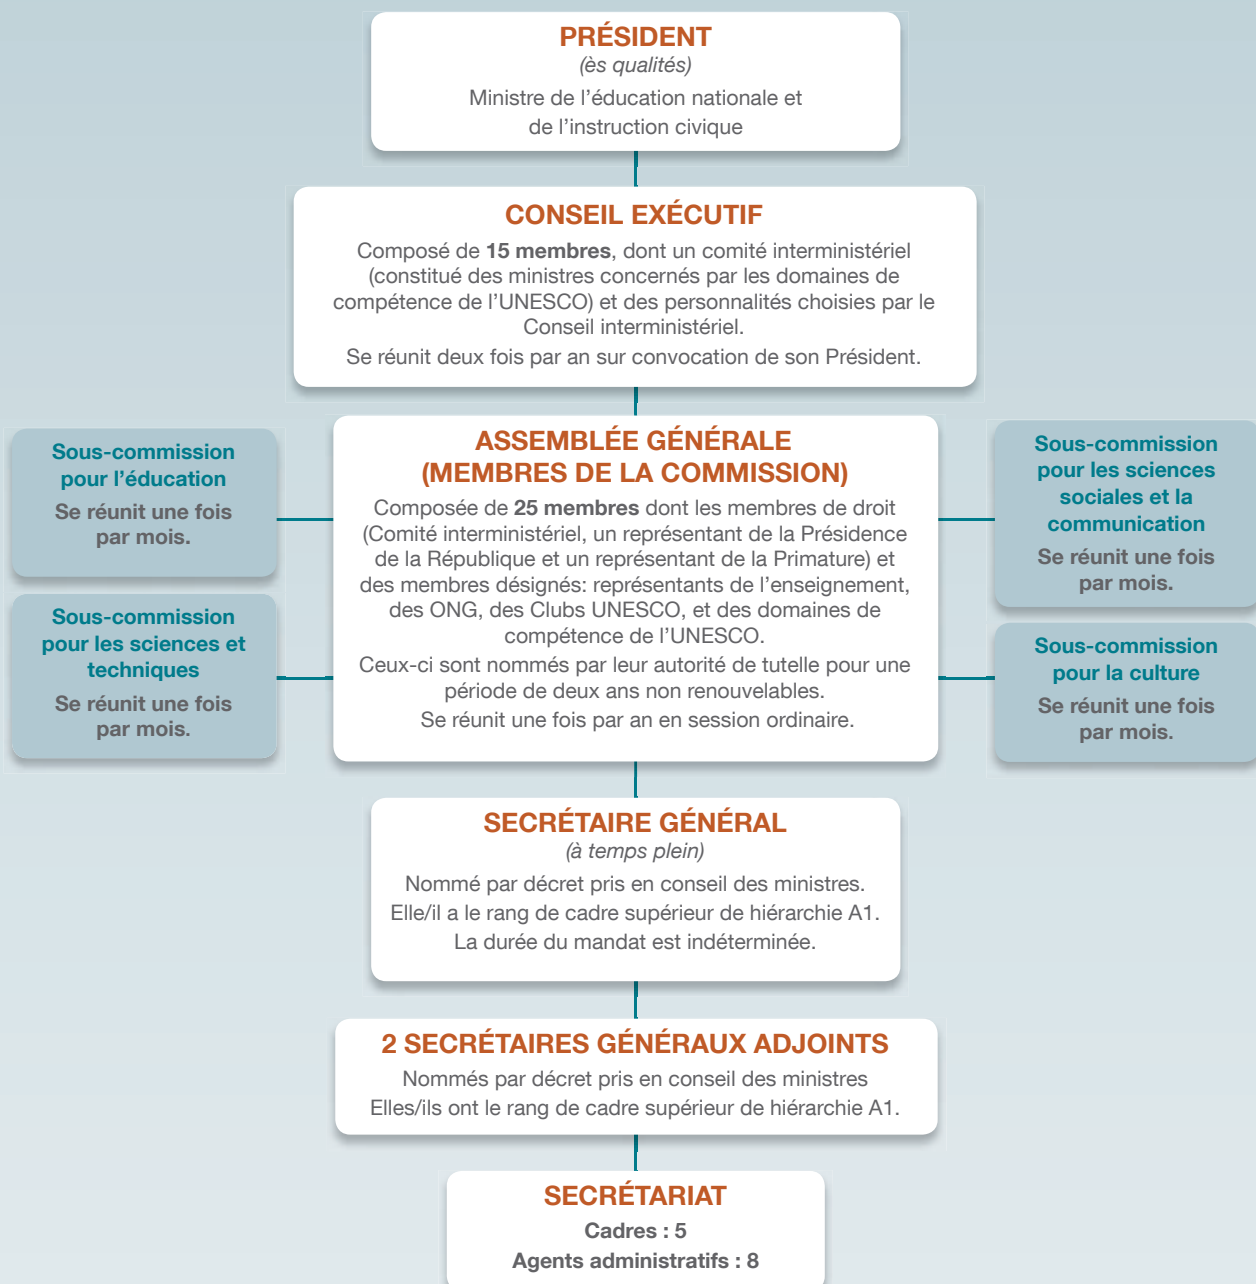 PRÉSIDENT
(ès qualités)
Ministre de l’éducation nationale et
de l’instruction civique
CONSEIL EXÉCUTIF
Composé de 15 membres, dont un comité interministériel
(constitué des ministres concernés par les domaines de
compétence de l’UNESCO) et des personnalités choisies par le
Conseil interministériel.
Se réunit deux fois par an sur convocation de son Président.
Sous-commission
pour l’éducation
Se réunit une fois
par mois.
Sous-commission
pour les sciences et
techniques
Se réunit une fois
par mois.
ASSEMBLÉE GÉNÉRALE
(MEMBRES DE LA COMMISSION)
Composée de 25 membres dont les membres de droit
(Comité interministériel, un représentant de la Présidence
de la République et un représentant de la Primature) et
des membres désignés: représentants de l’enseignement,
des ONG, des Clubs UNESCO, et des domaines de
compétence de l’UNESCO.
Ceux-ci sont nommés par leur autorité de tutelle pour une
période de deux ans non renouvelables.
Se réunit une fois par an en session ordinaire.
Sous-commission
pour les sciences
sociales et la
communication
Se réunit une fois
par mois.
Sous-commission
pour la culture
Se réunit une fois
par mois.
SECRÉTAIRE GÉNÉRAL
(à temps plein)
Nommé par décret pris en conseil des ministres.
Elle/il a le rang de cadre supérieur de hiérarchie A1.
La durée du mandat est indéterminée.
2 SECRÉTAIRES GÉNÉRAUX ADJOINTS
Nommés par décret pris en conseil des ministres
Elles/ils ont le rang de cadre supérieur de hiérarchie A1.
SECRÉTARIAT
Cadres : 5
Agents administratifs : 8